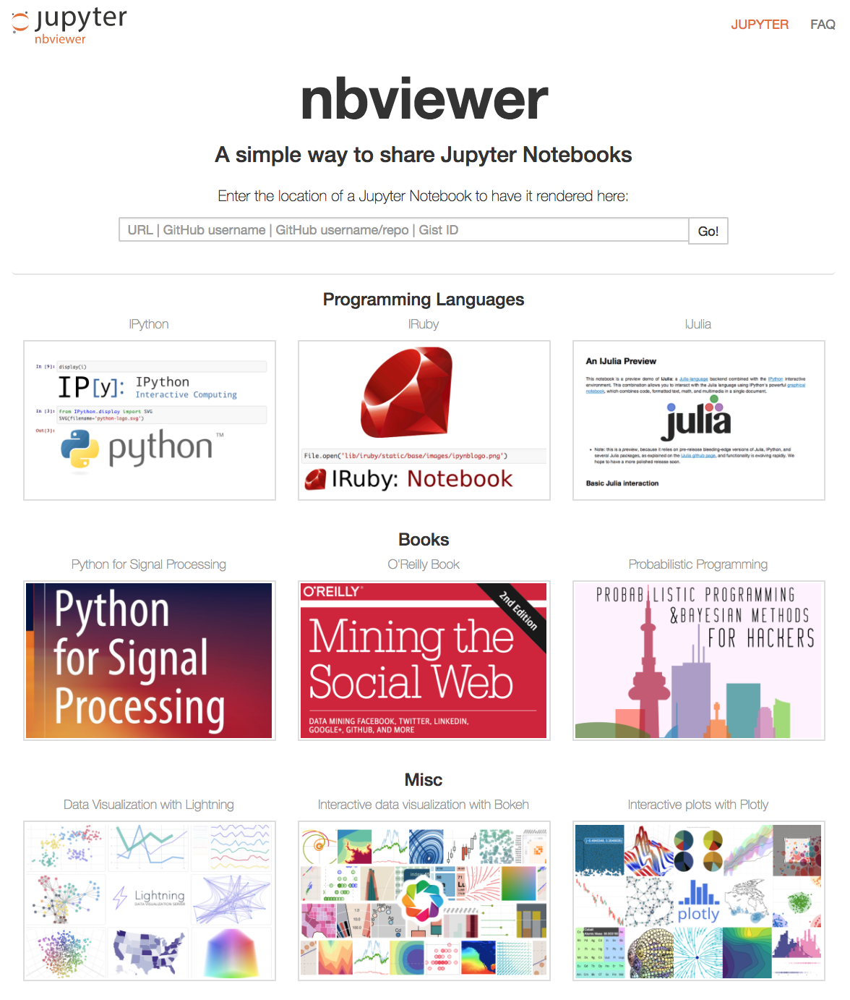 jupyter
nbviewer
JUPYTER FAQ
nbviewer
A simple way to share Jupyter Notebooks
Enter the location of a Jupyter Notebook to have it rendered here:
URL | GitHub username | GitHub username/repo | Gist ID
Go!
Programming Languages
IPython
IRuby
IJulia
In [9]: display(i)
IP[y]: IPython
Interactive Computing
In [3]: from IPython.display import SVG
SVG(filename='python-logo.svg')
Out[3]:
python™
File.open('lib/iruby/static/base/images/ipynblogo.png')
IRuby: Notebook
An IJulia Preview
This notebook is a preview demo of IJulia: a Julia-language backend combined with the IPython interactive
environment. This combination allows you to interact with the Julia language using IPython's powerful graphical
notebook, which combines code, formatted text, math, and multimedia in a single document.
julia
• Note: this is a preview, because it relies on pre-release bleeding-edge versions of Julia, IPython, and
several Julia packages, as explained on the IJulia github page, and functionality is evolving rapidly. We
hope to have a more polished release soon.
Basic Julia interaction
Books
Python for Signal Processing
O'Reilly Book
Probabilistic Programming
Python
for Signal
Processing
O'REILLY®
2nd Edition
Mining the
Social Web
DATA MINING FACEBOOK, TWITTER, LINKEDIN,
GOOGLE+, GITHUB, AND MORE
PROBABILISTIC PROGRAMMING
&BAYESIAN METHODS
FOR HACKERS
Misc
Data Visualization with Lightning
Interactive data visualization with Bokeh
Interactive plots with Plotly
Lightning
DATA VISUALIZATION SERVER
plotly